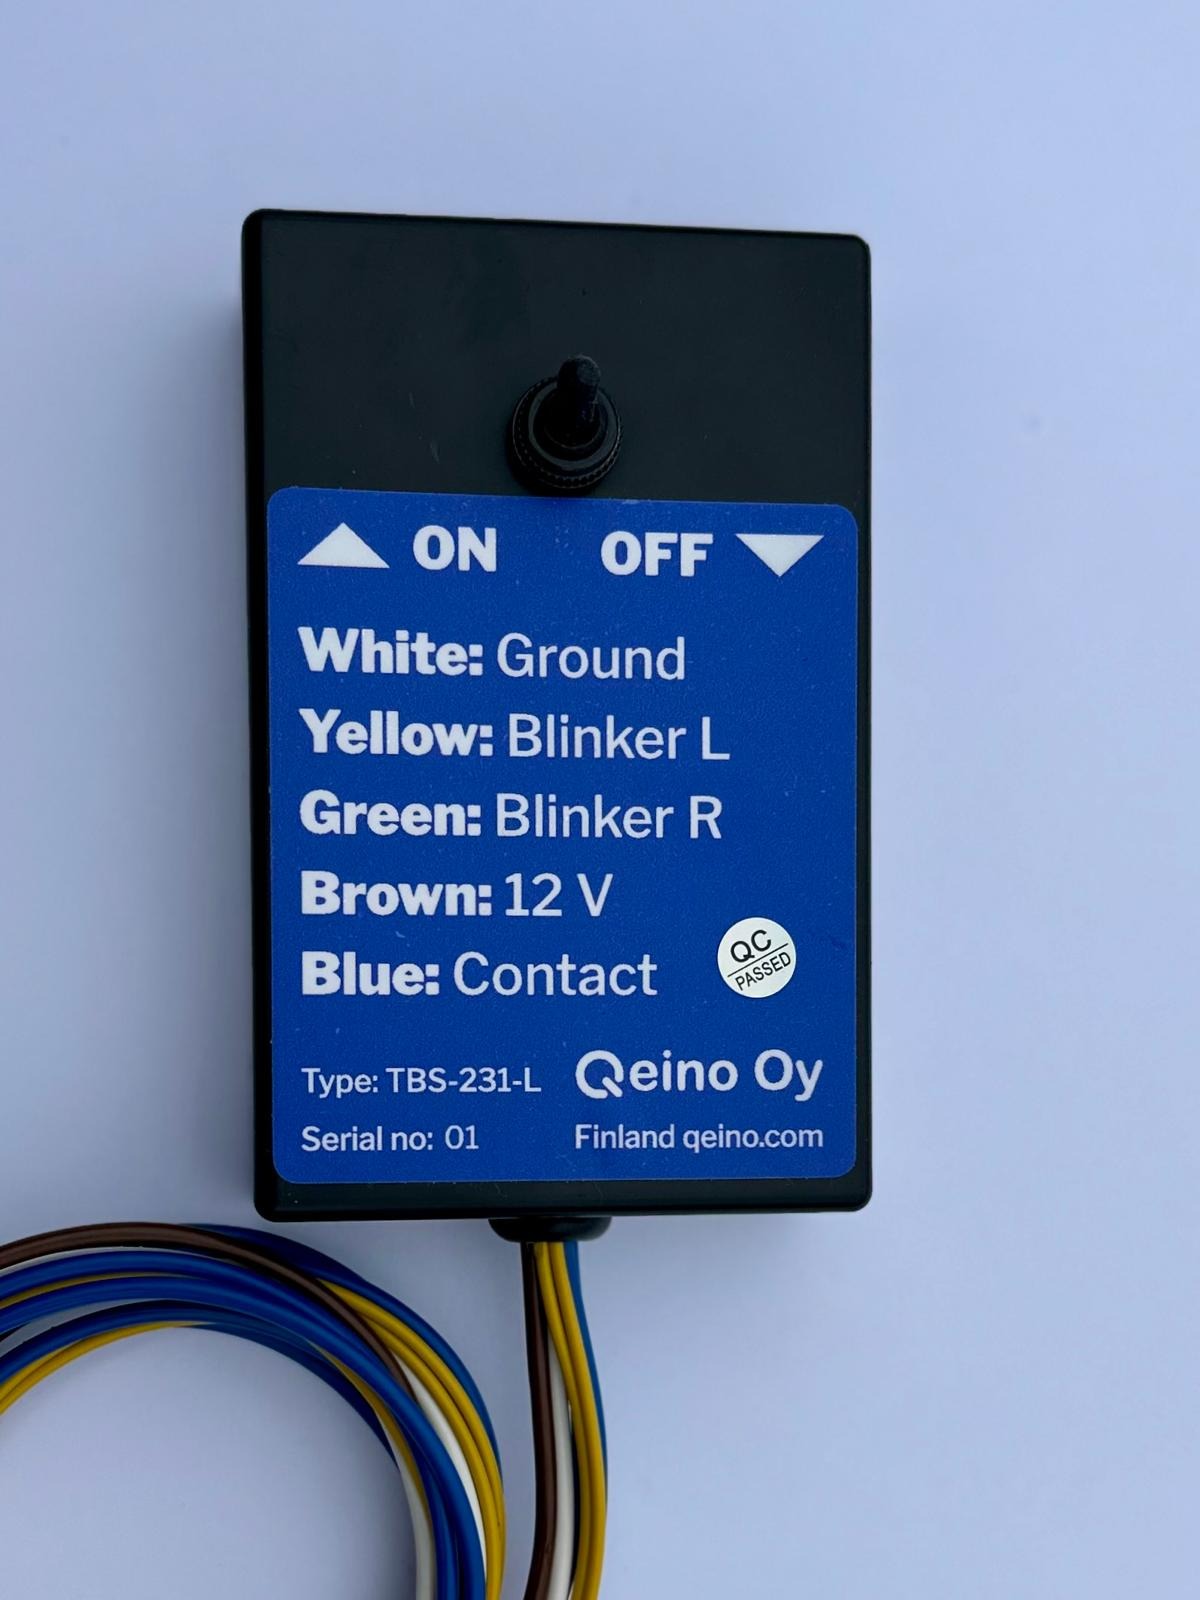 ON OFF
White: Ground
Yellow: Blinker L
Green: Blinker R
Brown: 12 V
Blue: Contact
QC
PASSED
Type: TBS-231-L Qeino Oy
Serial no: 01 Finland qeino.com